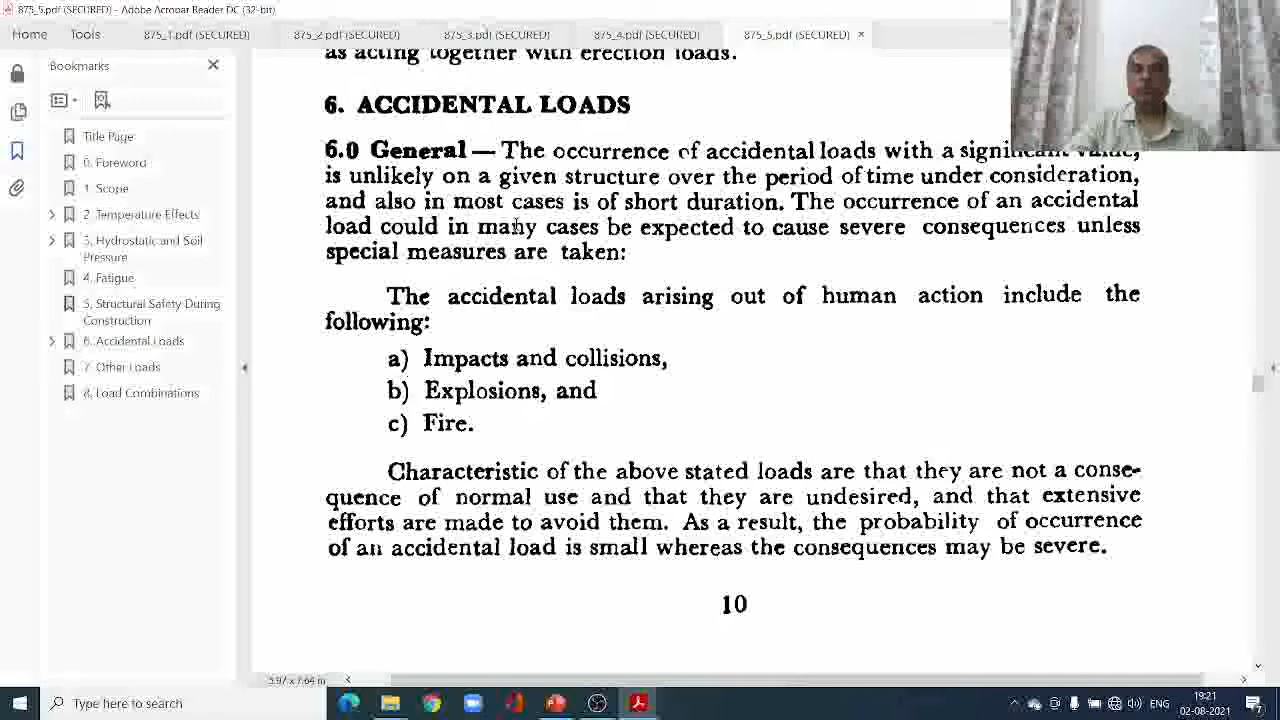 875_5.pdf (SECURED) - Adobe Acrobat Reader DC (32-bit)
Home Tools 875_1.pdf (SECURED) 875_2.pdf (SECURED) 875_3.pdf (SECURED) 875_4.pdf (SECURED) 875_5.pdf (SECURED) ×
Bookmarks
Title Page
0. Foreword
1 Scope
2. Temperature Effects
3. Hydrostatic and Soil
Pressure
4. Fatigue
5. Structural Safety During
Construction
6. Accidental Loads
7 Other Loads
8. Load Combinations
as acting together with erection loads.
6. ACCIDENTAL LOADS
6.0 General — The occurrence of accidental loads with a significant value,
is unlikely on a given structure over the period of time under consideration,
and also in most cases is of short duration. The occurrence of an accidental
load could in many cases be expected to cause severe consequences unless
special measures are taken:
The accidental loads arising out of human action include the
following:
a) Impacts and collisions,
b) Explosions, and
c) Fire.
Characteristic of the above stated loads are that they are not a conse-
quence of normal use and that they are undesired, and that extensive
efforts are made to avoid them. As a result, the probability of occurrence
of an accidental load is small whereas the consequences may be severe.
10
5.97 x 7.64 in
Type here to search
ENG
19:21
02-08-2021